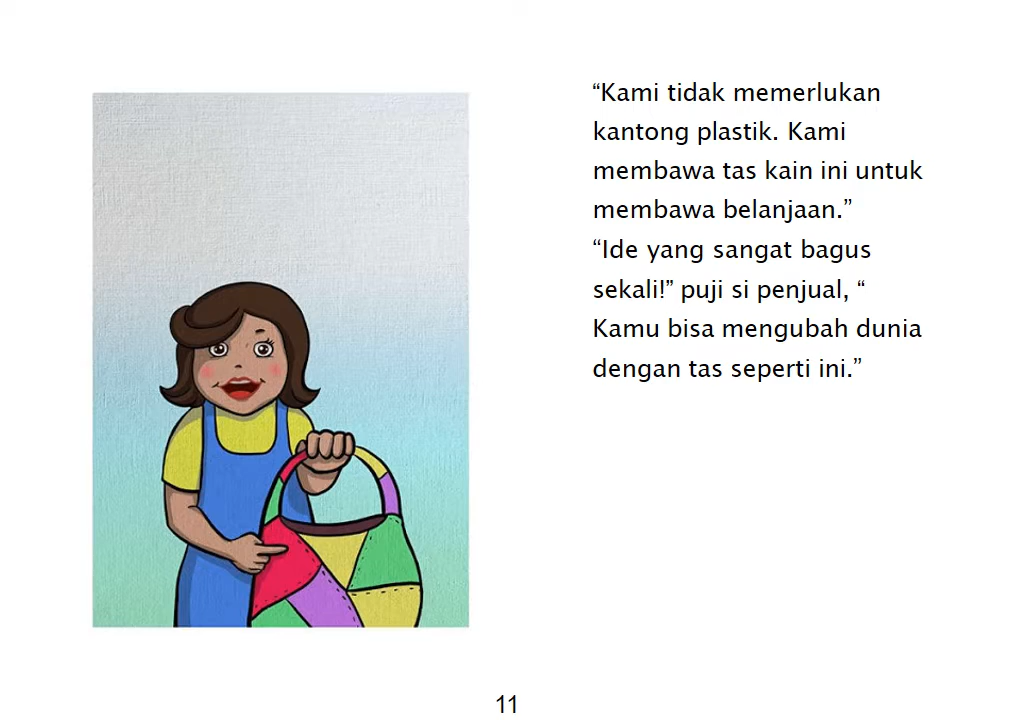 “Kami tidak memerlukan
kantong plastik. Kami
membawa tas kain ini untuk
membawa belanjaan.”
“Ide yang sangat bagus
sekali!” puji si penjual, “
Kamu bisa mengubah dunia
dengan tas seperti ini.”
11